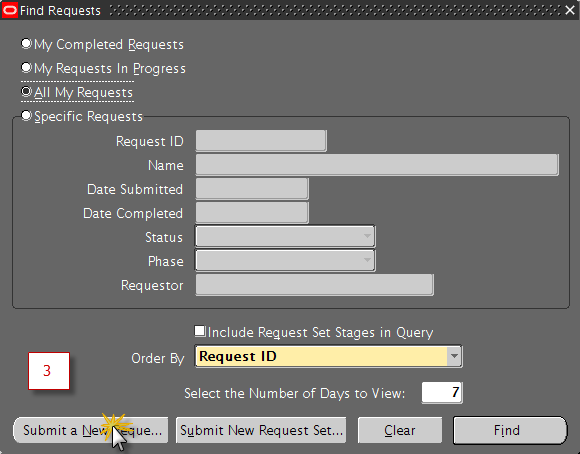 Find Requests
My Completed Requests
My Requests In Progress
All My Requests
Specific Requests
Request ID
Name
Date Submitted
Date Completed
Status
Phase
Requestor
Include Request Set Stages in Query
Order By Request ID
3
Select the Number of Days to View: 7
Submit a New Reque... Submit New Request Set... Clear Find